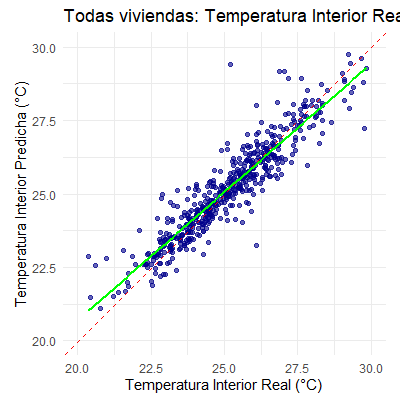 Todas viviendas: Temperatura Interior Rea
30.0
27.5
25.0
22.5
20.0
Temperatura Interior Predicha (°C)
20.0 22.5 25.0 27.5 30.0
Temperatura Interior Real (°C)